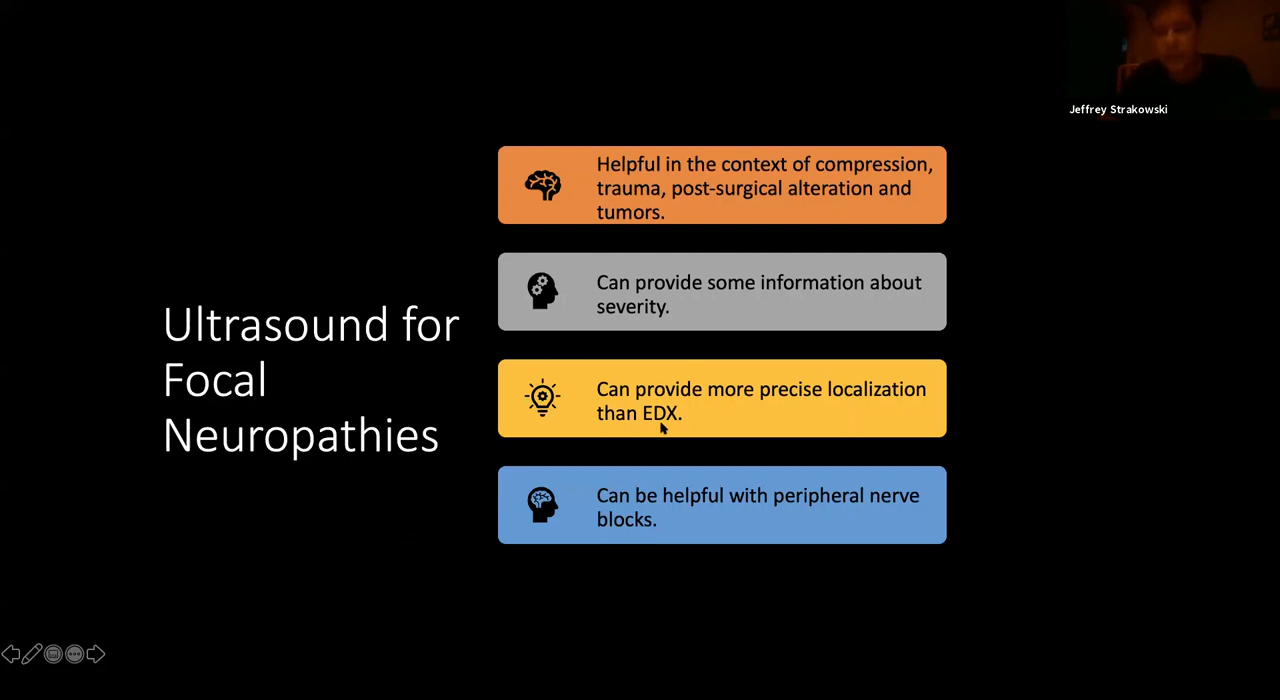 Jeffrey Strakowski
Ultrasound for
Focal
Neuropathies
Helpful in the context of compression,
trauma, post-surgical alteration and
tumors.
Can provide some information about
severity.
Can provide more precise localization
than EDX.
Can be helpful with peripheral nerve
blocks.